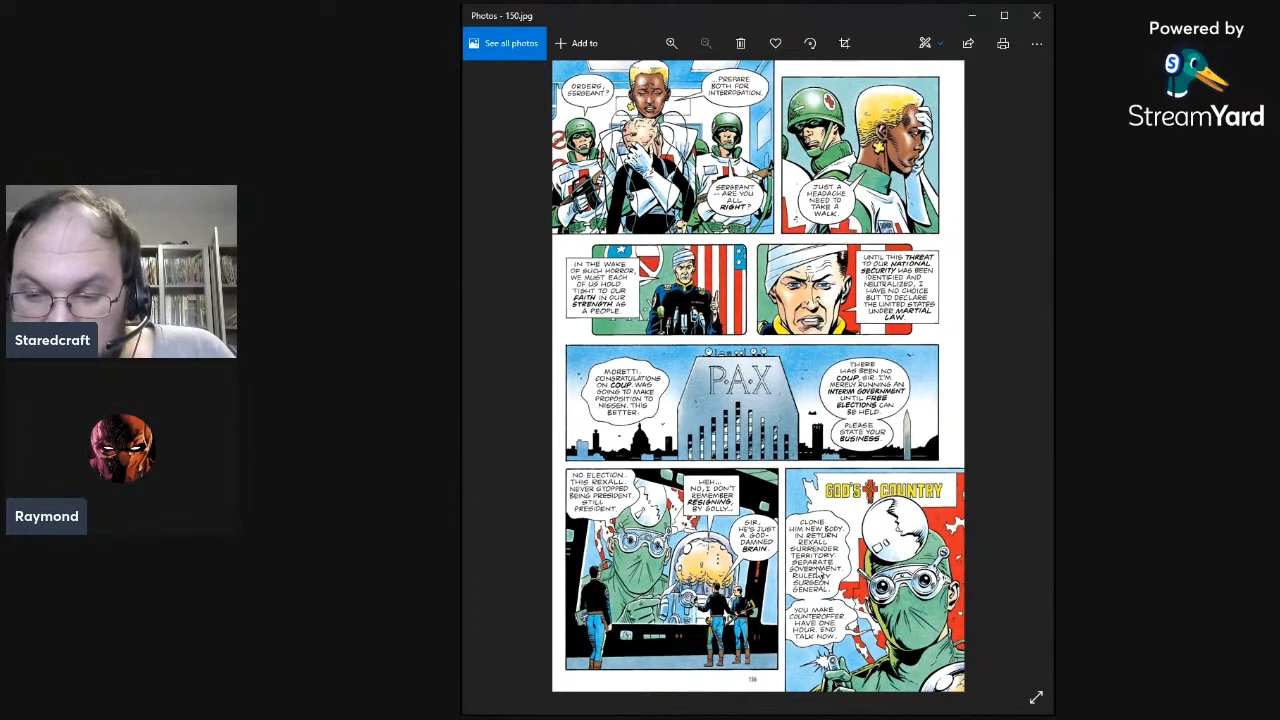 Photos - 150.jpg
See all photos
Add to
Powered by
StreamYard
S
ORDERS,
SERGEANT?
...PREPARE
BOTH FOR
INTERROGATION.
SERGEANT
-- ARE YOU
ALL
RIGHT?
JUST A
HEADACHE.
NEED TO
TAKE A
WALK.
IN THE WAKE
OF SUCH HORROR,
WE MUST EACH
OF US HOLD
TIGHT TO OUR
FAITH IN OUR
STRENGTH AS
A PEOPLE.
UNTIL THIS THREAT
TO OUR NATIONAL
SECURITY HAS BEEN
IDENTIFIED AND
NEUTRALIZED, I
HAVE NO CHOICE
BUT TO DECLARE
THE UNITED STATES
UNDER MARTIAL
LAW.
MORETTI.
CONGRATULATIONS
ON COUP. WAS
GOING TO MAKE
PROPOSITION TO
NISSEN. THIS
BETTER.
P·A·X
THERE
HAS BEEN NO
COUP, SIR. I'M
MERELY RUNNING AN
INTERIM GOVERNMENT
UNTIL FREE
ELECTIONS CAN
BE HELD.
PLEASE
STATE YOUR
BUSINESS.
NO ELECTION.
THIS REXALL.
NEVER STOPPED
BEING PRESIDENT.
STILL
PRESIDENT.
HEH...
NO, I DON'T
REMEMBER
RESIGNING,
BY GOLLY...
SIR,
HE'S JUST
A GOD-
DAMNED
BRAIN.
GOD'S COUNTRY
CLONE
HIM NEW BODY.
IN RETURN
REXALL
SURRENDER
TERRITORY.
SEPARATE
GOVERNMENT.
RULED BY
SURGEON
GENERAL.
YOU MAKE
COUNTEROFFER.
HAVE ONE
HOUR. END
TALK NOW.
Staredcraft
Raymond